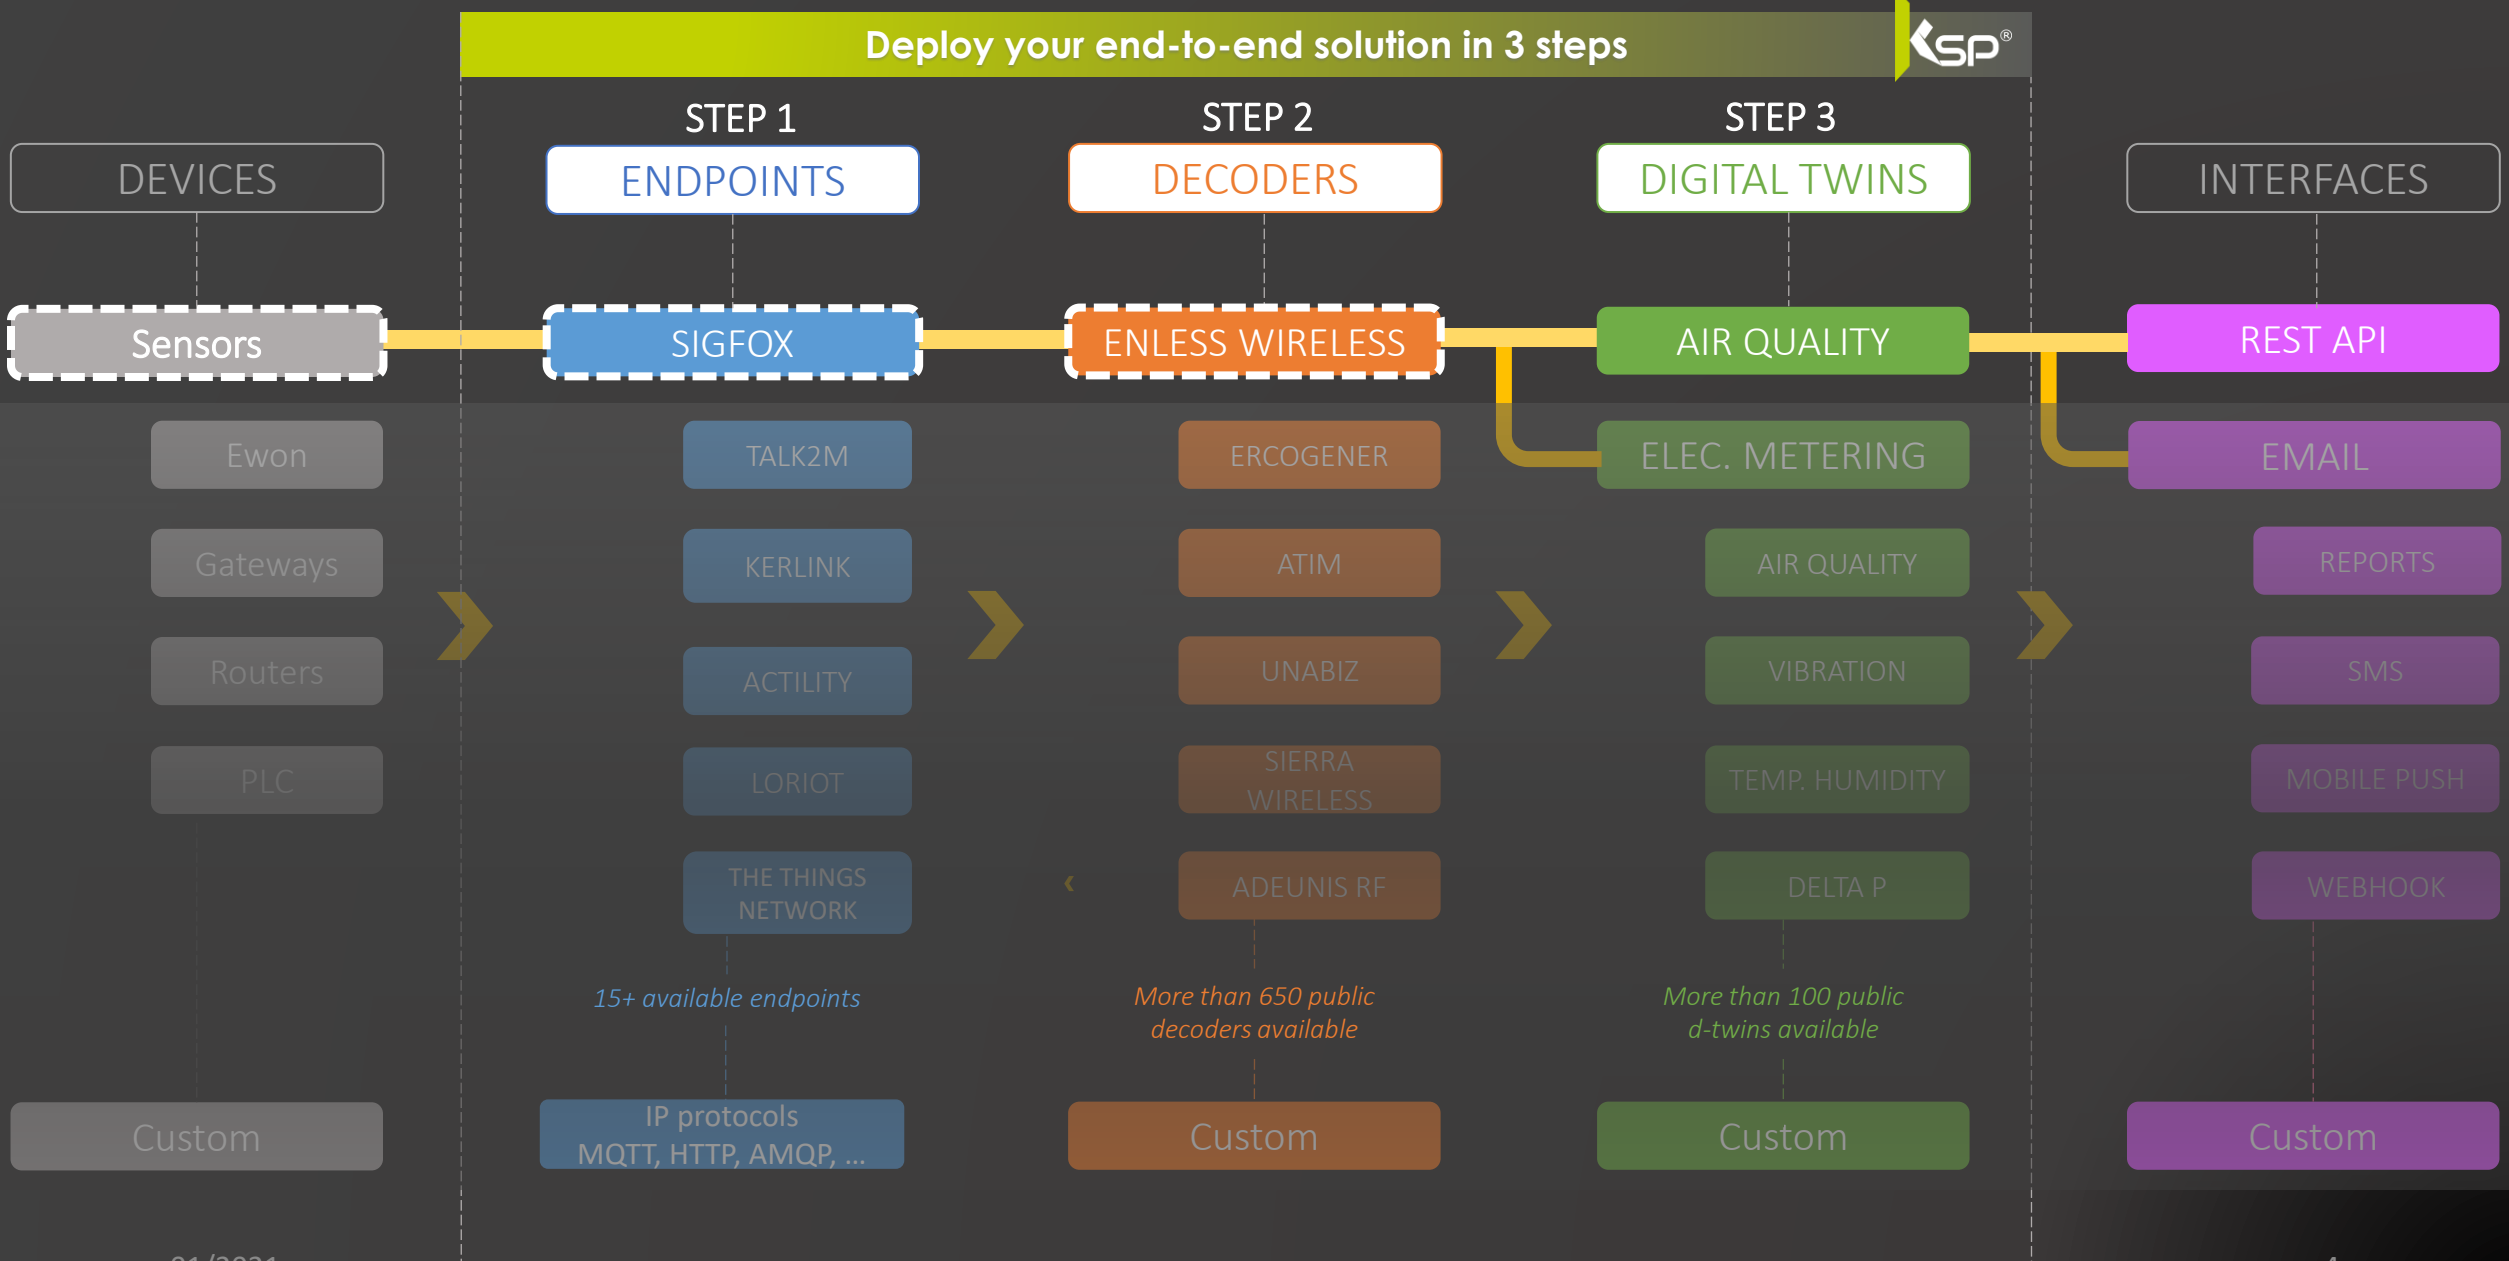 Deploy your end-to-end solution in 3 steps
Ksp®
STEP 1
STEP 2
STEP 3
DEVICES
ENDPOINTS
DECODERS
DIGITAL TWINS
INTERFACES
Sensors
SIGFOX
ENLESS WIRELESS
AIR QUALITY
REST API
Ewon
TALK2M
ERCOGENER
ELEC. METERING
EMAIL
Gateways
KERLINK
ATIM
AIR QUALITY
REPORTS
Routers
ACTILITY
UNABIZ
VIBRATION
SMS
PLC
LORIOT
SIERRA
WIRELESS
TEMP. HUMIDITY
MOBILE PUSH
THE THINGS
NETWORK
ADEUNIS RF
DELTA P
WEBHOOK
15+ available endpoints
More than 650 public
decoders available
More than 100 public
d-twins available
Custom
IP protocols
MQTT, HTTP, AMQP, ...
Custom
Custom
Custom